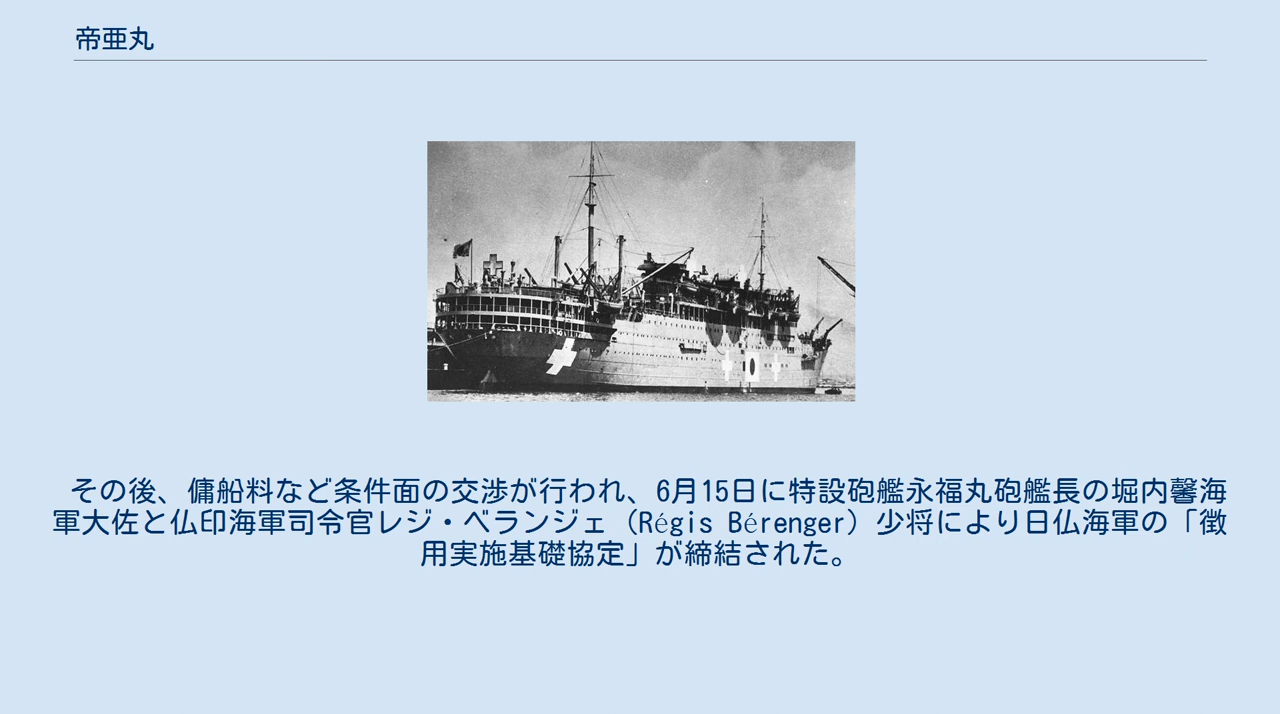 帝亜丸
その後、傭船料など条件面の交渉が行われ、6月15日に特設砲艦永福丸砲艦長の堀内馨海
軍大佐と仏印海軍司令官レジ・ベランジェ（Régis Bérenger）少将により日仏海軍の「徴
用実施基礎協定」が締結された。